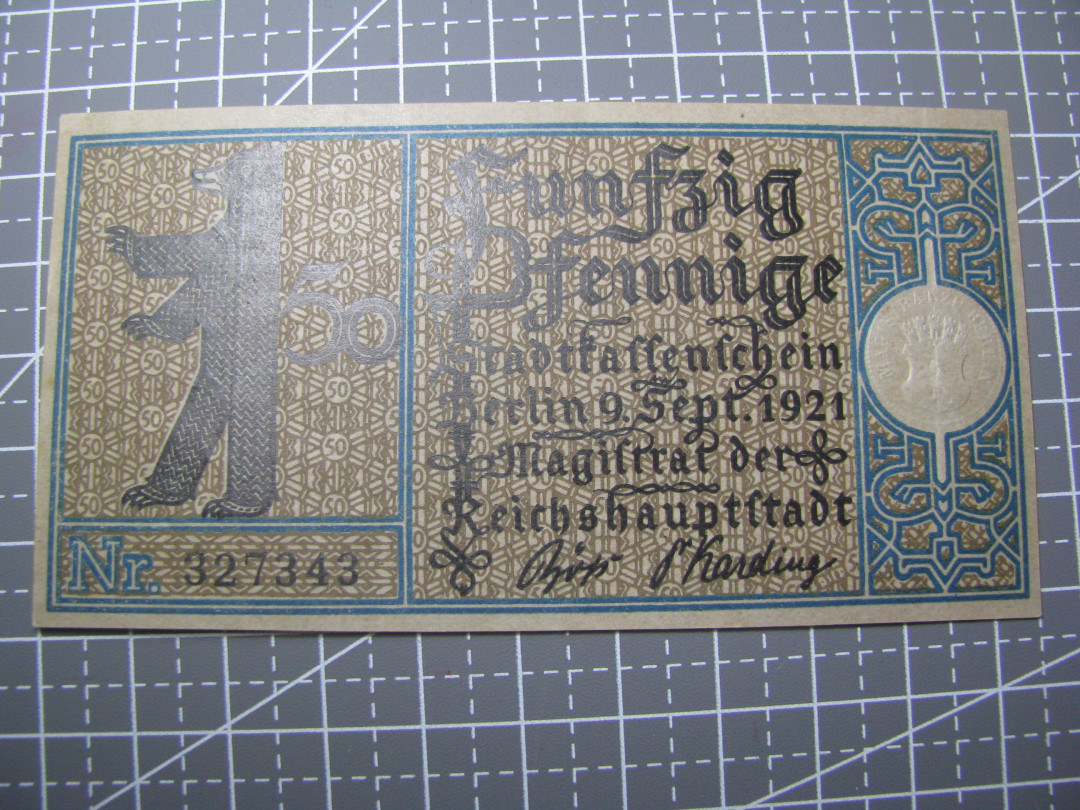 50
Fünfzig
Pfennige
Stadtkassenschein
Berlin 9. Sept. 1921
Magistrat der
Reichshauptstadt
Nr. 327343